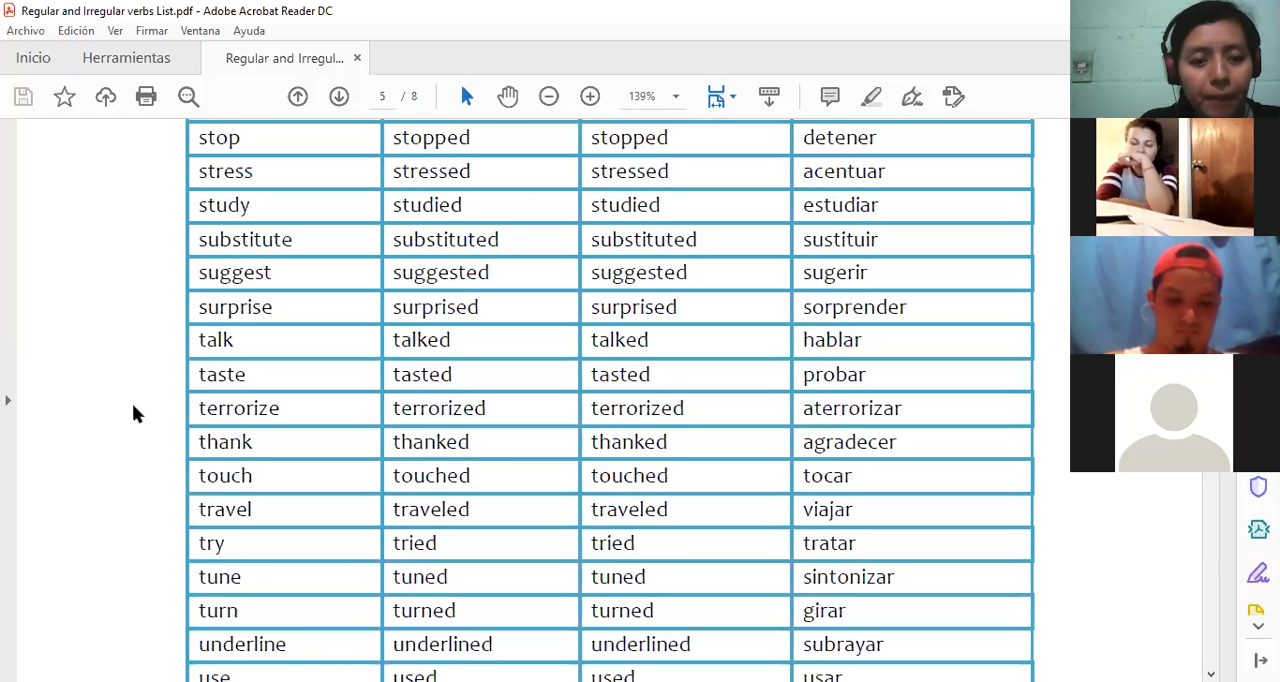 Regular and Irregular verbs List.pdf - Adobe Acrobat Reader DC
Archivo Edición Ver Firmar Ventana Ayuda
Inicio Herramientas Regular and Irregul... ×
5 / 8 139%
stop stopped stopped detener
stress stressed stressed acentuar
study studied studied estudiar
substitute substituted substituted sustituir
suggest suggested suggested sugerir
surprise surprised surprised sorprender
talk talked talked hablar
taste tasted tasted probar
terrorize terrorized terrorized aterrorizar
thank thanked thanked agradecer
touch touched touched tocar
travel traveled traveled viajar
try tried tried tratar
tune tuned tuned sintonizar
turn turned turned girar
underline underlined underlined subrayar
use used used usar